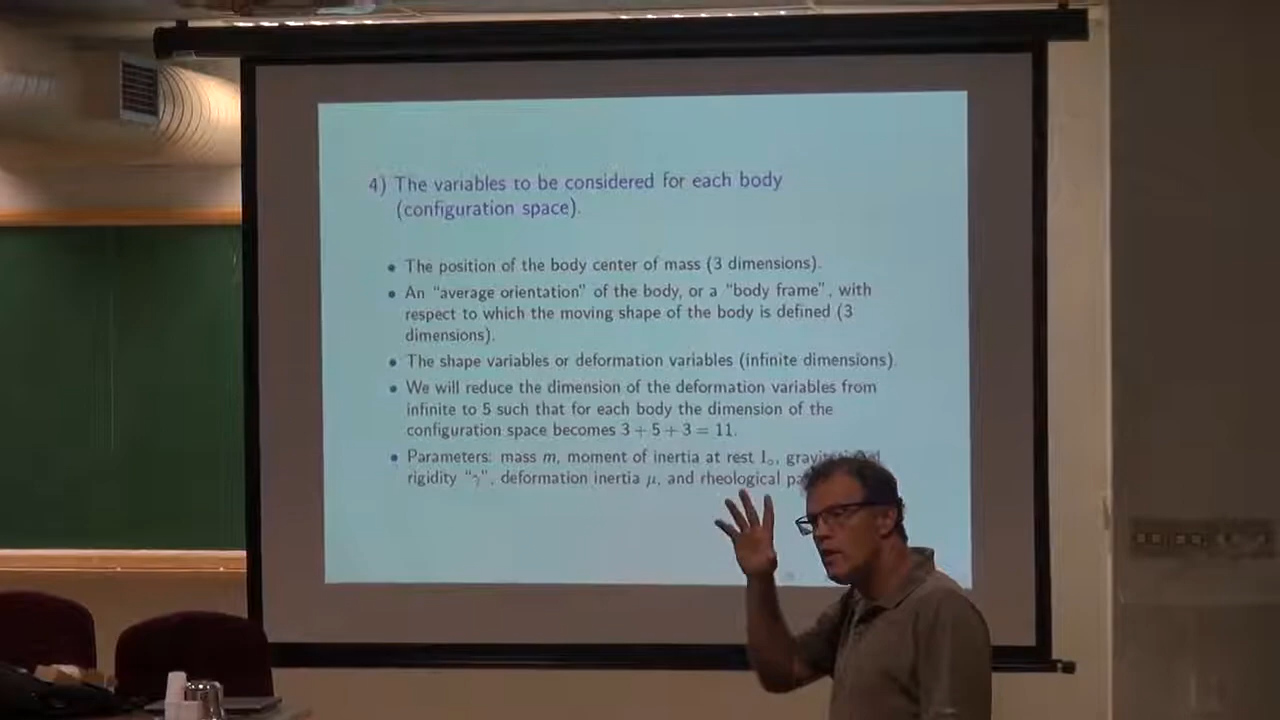 4) The variables to be considered for each body
(configuration space).
• The position of the body center of mass (3 dimensions).
• An "average orientation" of the body, or a "body frame", with
respect to which the moving shape of the body is defined (3
dimensions).
• The shape variables or deformation variables (infinite dimensions).
• We will reduce the dimension of the deformation variables from
infinite to 5 such that for each body the dimension of the
configuration space becomes 3 + 5 + 3 = 11.
• Parameters: mass m, moment of inertia at rest I₀,
rigidity "γ", deformation inertia μ, and rheological